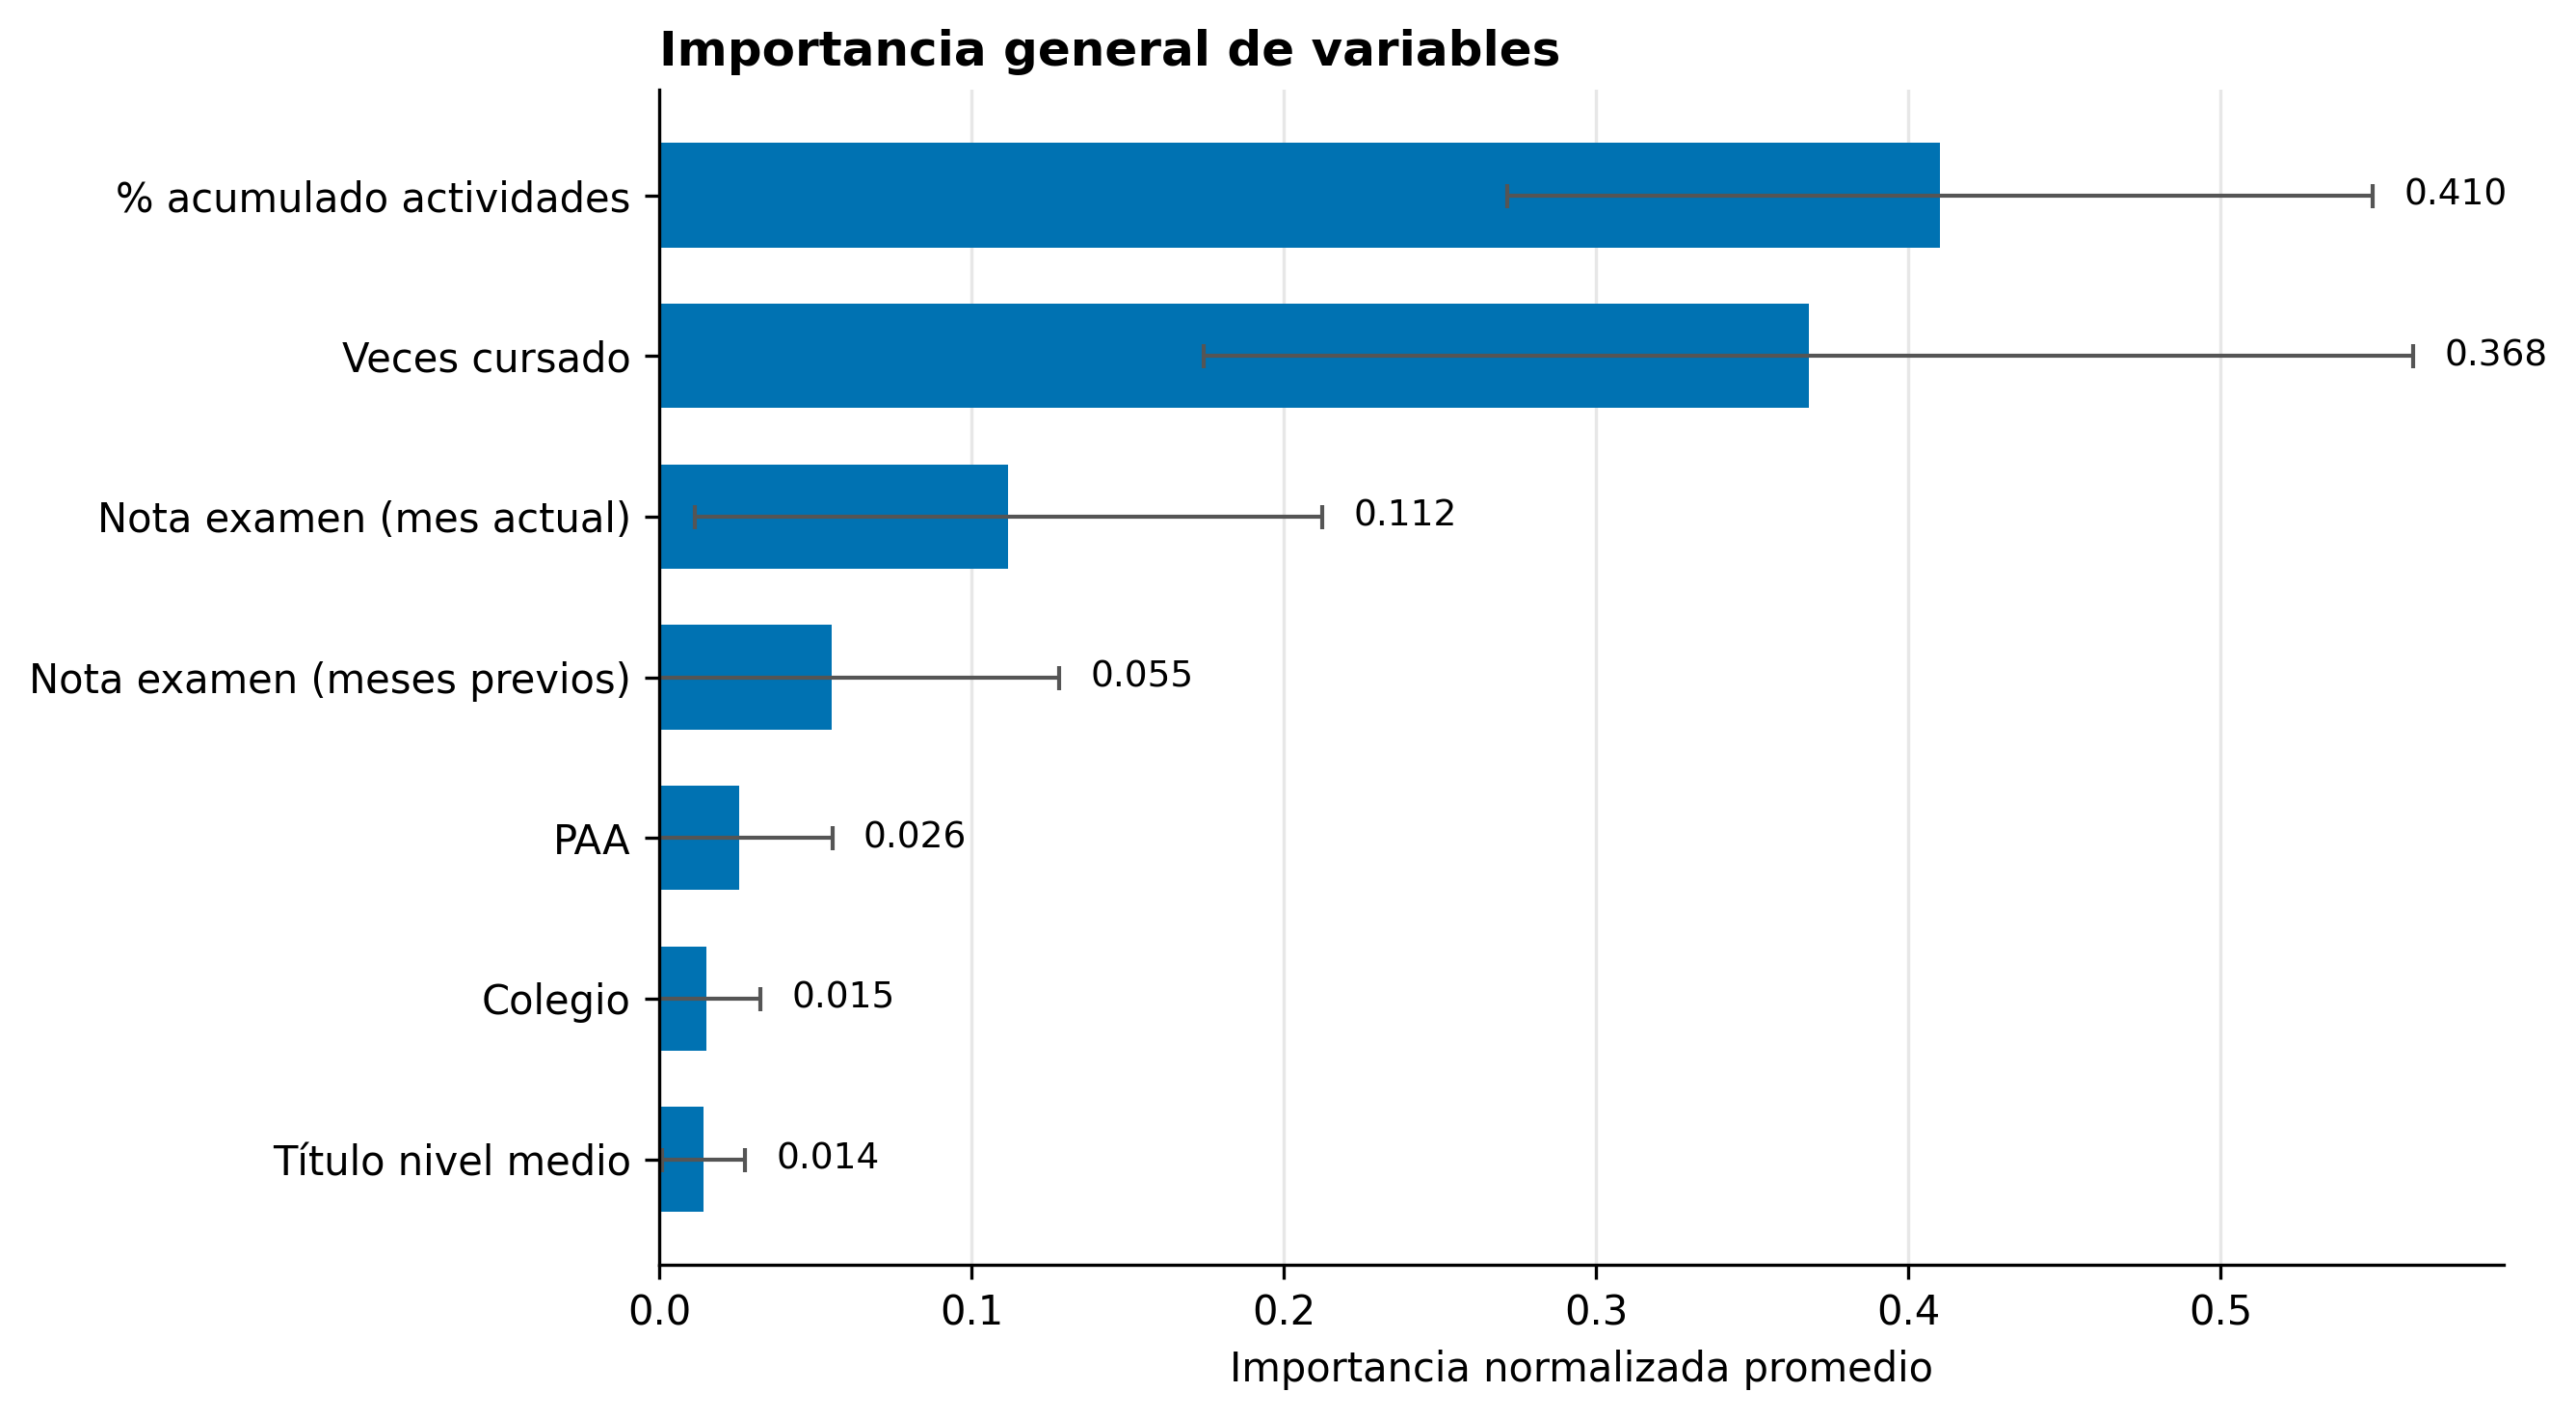 Importancia general de variables
% acumulado actividades
0.410
Veces cursado
0.368
Nota examen (mes actual)
0.112
Nota examen (meses previos)
0.055
PAA
0.026
Colegio
0.015
Título nivel medio
0.014
0.0 0.1 0.2 0.3 0.4 0.5
Importancia normalizada promedio